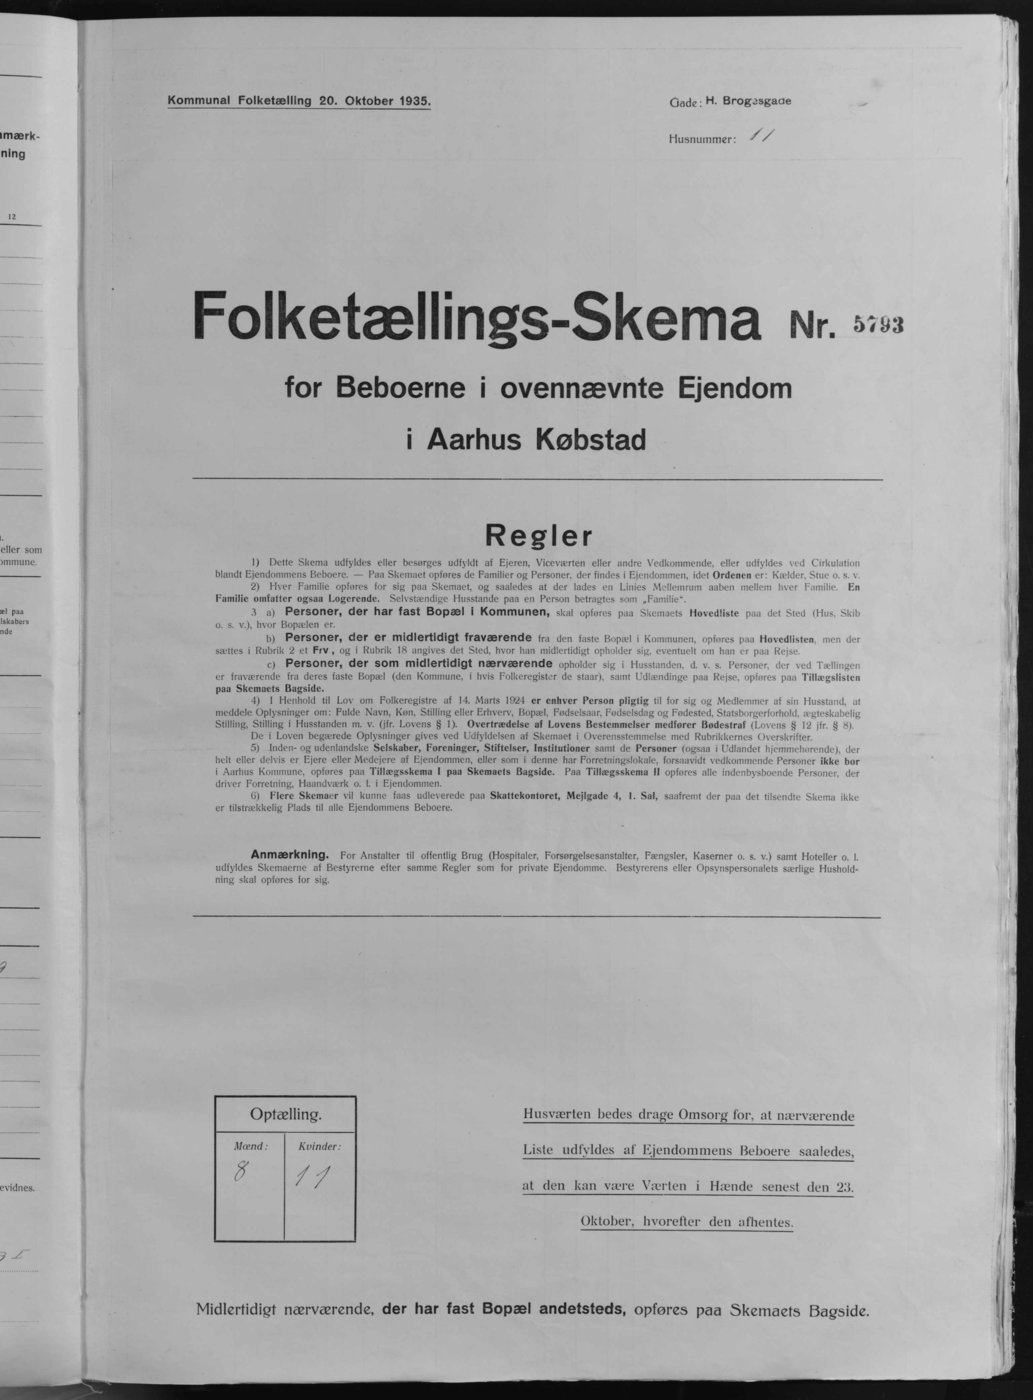 Kommunal Folketælling 20. Oktober 1935.
Gade: H. Brogesgade
Husnummer: 11
Folketællings-Skema Nr. 5793
for Beboerne i ovennævnte Ejendom
i Aarhus Købstad
Regler
1) Dette Skema udfyldes eller besørges udfyldt af Ejeren, Viceværten eller andre Vedkommende, eller udfyldes ved Cirkulation
blandt Ejendommens Beboere. — Paa Skemaet opføres de Familier og Personer, der findes i Ejendommen, idet Ordenen er: Kælder, Stue o. s. v.
2) Hver Familie opføres for sig paa Skemaet, og saaledes at der lades en Linies Mellemrum aaben mellem hver Familie. En
Familie omfatter ogsaa Logerende. Selvstændige Husstande paa en Person betragtes som „Familie“.
3 a) Personer, der har fast Bopæl i Kommunen, skal opføres paa Skemaets Hovedliste paa det Sted (Hus, Skib
o. s. v.), hvor Bopælen er.
b) Personer, der er midlertidigt fraværende fra den faste Bopæl i Kommunen, opføres paa Hovedlisten, men der
sættes i Rubrik 2 et Frv, og i Rubrik 18 angives det Sted, hvor han midlertidigt opholder sig, eventuelt om han er paa Rejse.
c) Personer, der som midlertidigt nærværende opholder sig i Husstanden, d. v. s. Personer, der ved Tællingen
er fraværende fra deres faste Bopæl (den Kommune, i hvis Folkeregister de staar), samt Udlændinge paa Rejse, opføres paa Tillægslisten
paa Skemaets Bagside.
4) I Henhold til Lov om Folkeregistre af 14. Marts 1924 er enhver Person pligtig til for sig og Medlemmer af sin Husstand, at
meddele Oplysninger om: Fulde Navn, Køn, Stilling eller Erhverv, Bopæl, Fødselsaar, Fødselsdag og Fødested, Statsborgerforhold, ægteskabelig
Stilling, Stilling i Husstanden m. v. (jfr. Lovens § 1). Overtrædelse af Lovens Bestemmelser medfører Bødestraf (Lovens § 12 jfr. § 8).
De i Loven begærede Oplysninger gives ved Udfyldelsen af Skemaet i Overensstemmelse med Rubrikkernes Overskrifter.
5) Inden- og udenlandske Selskaber, Foreninger, Stiftelser, Institutioner samt de Personer (ogsaa i Udlandet hjemmehørende), der
helt eller delvis er Ejere eller Medejere af Ejendommen, eller som i denne har Forretningslokale, forsaavidt vedkommende Personer ikke bor
i Aarhus Kommune, opføres paa Tillægsskema I paa Skemaets Bagside. Paa Tillægsskema II opføres alle indenbysboende Personer, der
driver Forretning, Haandværk o. l. i Ejendommen.
6) Flere Skemaer vil kunne faas udleverede paa Skattekontoret, Mejlgade 4, 1. Sal, saafremt der paa det tilsendte Skema ikke
er tilstrækkelig Plads til alle Ejendommens Beboere.
Anmærkning. For Anstalter til offentlig Brug (Hospitaler, Forsørgelsesanstalter, Fængsler, Kaserner o. s. v.) samt Hoteller o. l.
udfyldes Skemaerne af Bestyrerne efter samme Regler som for private Ejendomme. Bestyrerens eller Opsynspersonalets særlige Hushold-
ning skal opføres for sig.
Optælling.
Mænd: Kvinder:
8 11
Husværten bedes drage Omsorg for, at nærværende
Liste udfyldes af Ejendommens Beboere saaledes,
at den kan være Værten i Hænde senest den 23.
Oktober, hvorefter den afhentes.
Midlertidigt nærværende, der har fast Bopæl andetsteds, opføres paa Skemaets Bagside.